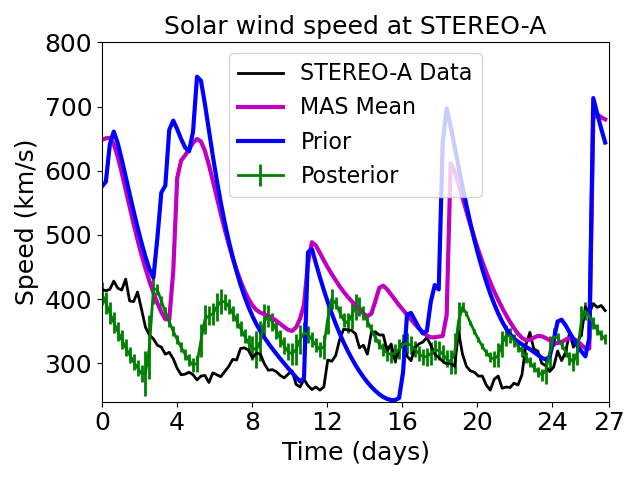 Solar wind speed at STEREO-A
800
700
600
500
400
300
Speed (km/s)
STEREO-A Data
MAS Mean
Prior
Posterior
0 4 8 12 16 20 24 27
Time (days)